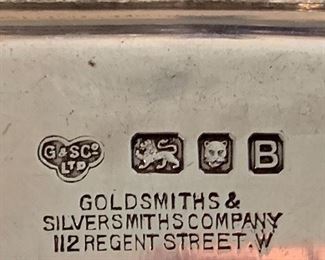 G&SCo
LTD
B
GOLDSMITHS &
SILVERSMITHS COMPANY
112 REGENT STREET. W